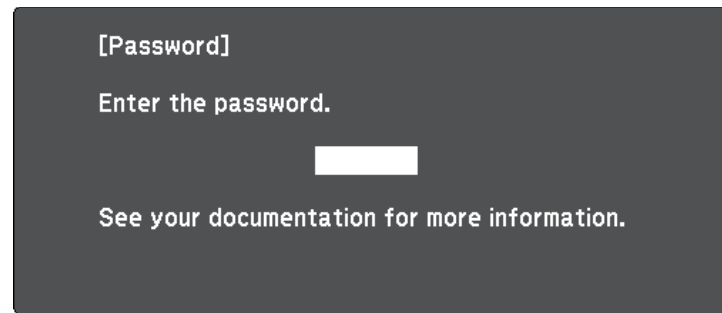 [Password]
Enter the password.
See your documentation for more information.